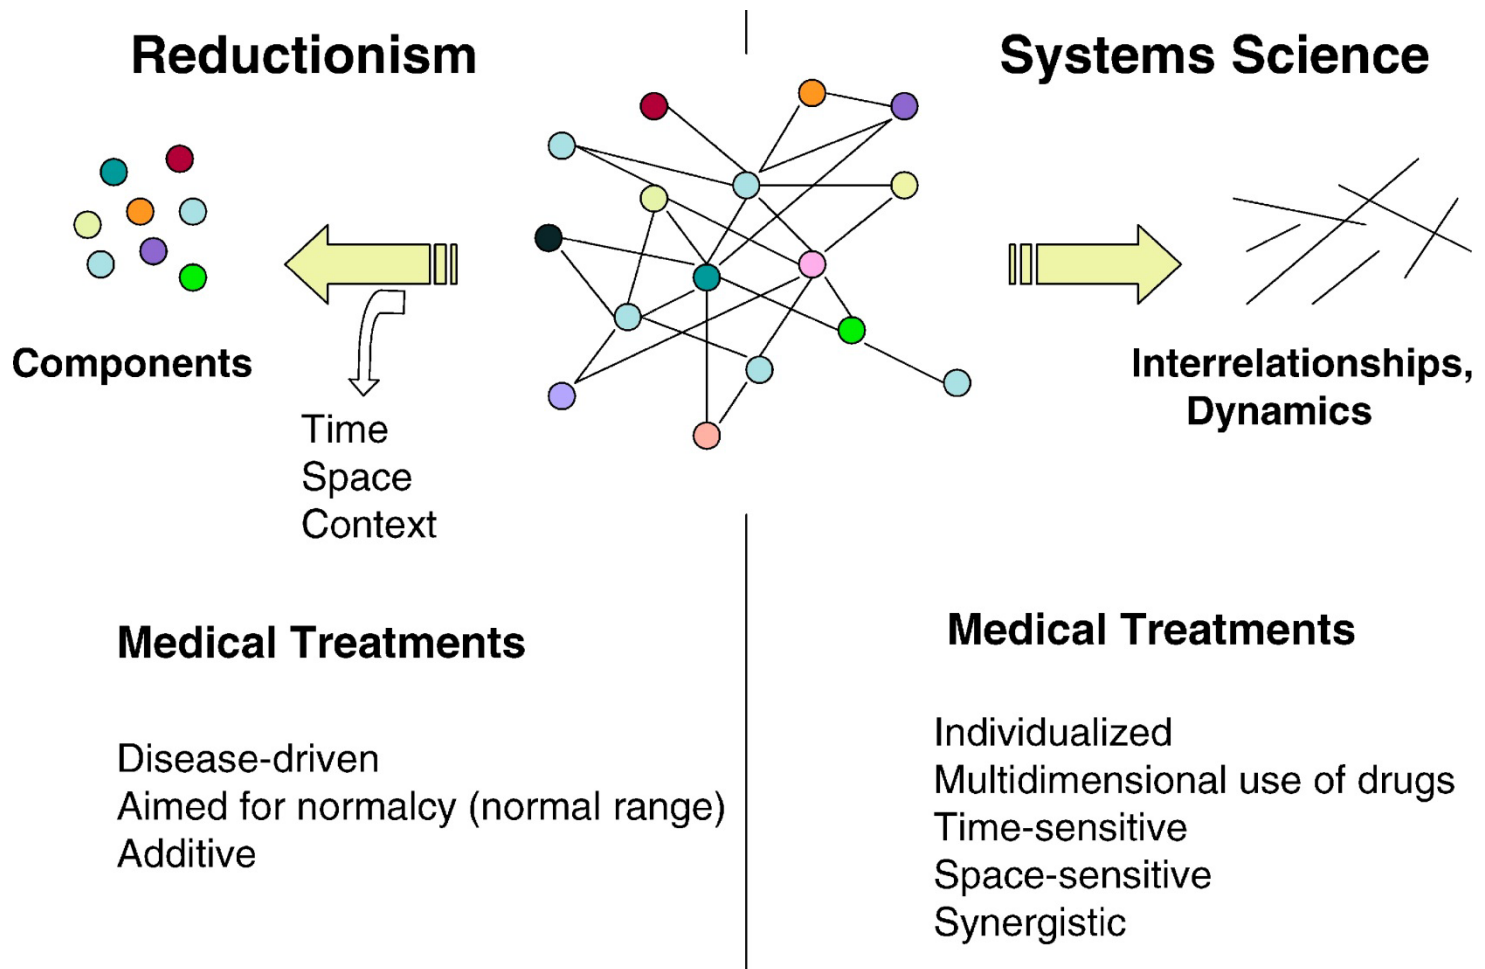 Reductionism
Components
Time
Space
Context
Medical Treatments
Disease-driven
Aimed for normalcy (normal range)
Additive
Systems Science
Interrelationships,
Dynamics
Medical Treatments
Individualized
Multidimensional use of drugs
Time-sensitive
Space-sensitive
Synergistic